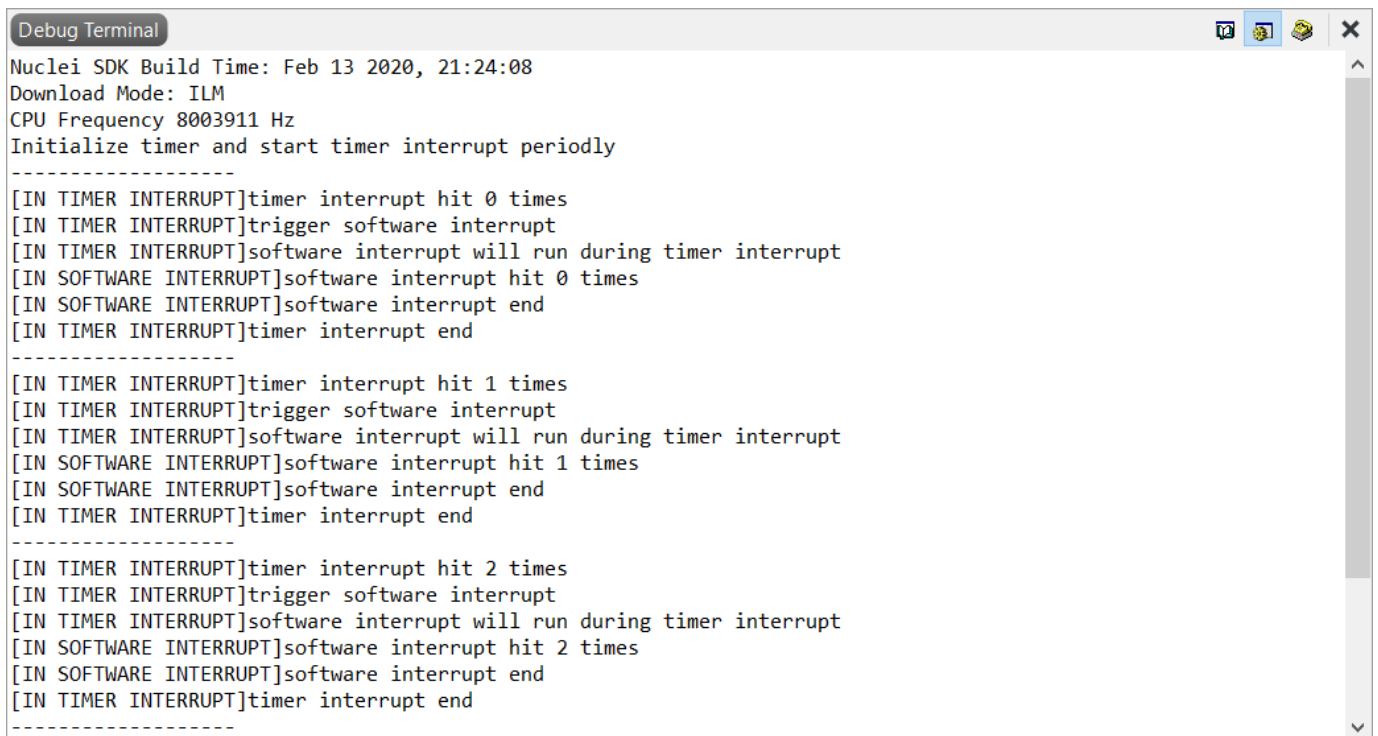 Debug Terminal
Nuclei SDK Build Time: Feb 13 2020, 21:24:08
Download Mode: ILM
CPU Frequency 8003911 Hz
Initialize timer and start timer interrupt periodly
-------------------
[IN TIMER INTERRUPT]timer interrupt hit 0 times
[IN TIMER INTERRUPT]trigger software interrupt
[IN TIMER INTERRUPT]software interrupt will run during timer interrupt
[IN SOFTWARE INTERRUPT]software interrupt hit 0 times
[IN SOFTWARE INTERRUPT]software interrupt end
[IN TIMER INTERRUPT]timer interrupt end
-------------------
[IN TIMER INTERRUPT]timer interrupt hit 1 times
[IN TIMER INTERRUPT]trigger software interrupt
[IN TIMER INTERRUPT]software interrupt will run during timer interrupt
[IN SOFTWARE INTERRUPT]software interrupt hit 1 times
[IN SOFTWARE INTERRUPT]software interrupt end
[IN TIMER INTERRUPT]timer interrupt end
-------------------
[IN TIMER INTERRUPT]timer interrupt hit 2 times
[IN TIMER INTERRUPT]trigger software interrupt
[IN TIMER INTERRUPT]software interrupt will run during timer interrupt
[IN SOFTWARE INTERRUPT]software interrupt hit 2 times
[IN SOFTWARE INTERRUPT]software interrupt end
[IN TIMER INTERRUPT]timer interrupt end
-------------------